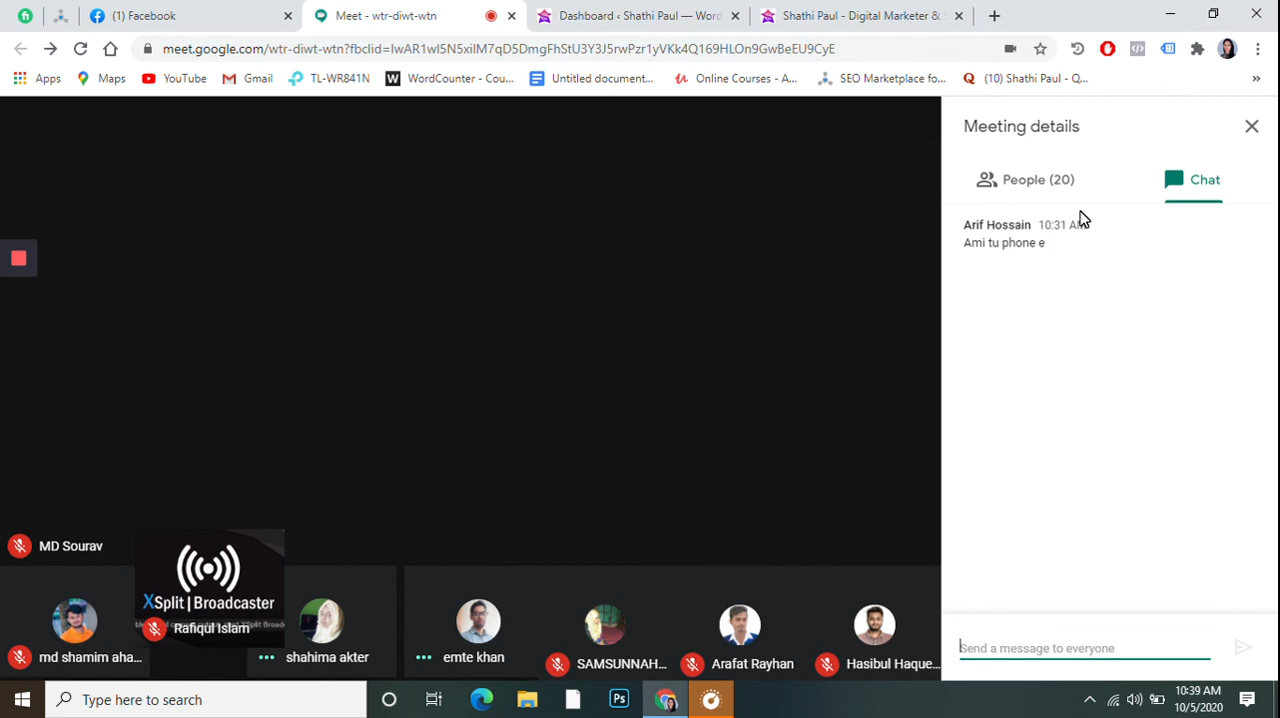 (1) Facebook
Meet - wtr-diwt-wtn
Dashboard ‹ Shathi Paul — Word
Shathi Paul - Digital Marketer &
meet.google.com/wtr-diwt-wtn?fbclid=IwAR1wI5N5xiIM7qD5DmgFhStU3Y3J5rwPzr1yVKk4Q169HLOn9GwBeEU9CyE
Apps
Maps
YouTube
Gmail
TL-WR841N
WordCounter - Cou...
Untitled document...
Online Courses - A...
SEO Marketplace fo...
(10) Shathi Paul - Q...
Meeting details
People (20)
Chat
Arif Hossain 10:31
Ami tu phone e
MD Sourav
XSplit | Broadcaster
Rafiqul Islam
md shamim aha...
shahima akter
emte khan
SAMSUNNAH...
Arafat Rayhan
Hasibul Haque...
Send a message to everyone
Type here to search
Ps
10:39 AM
10/5/2020